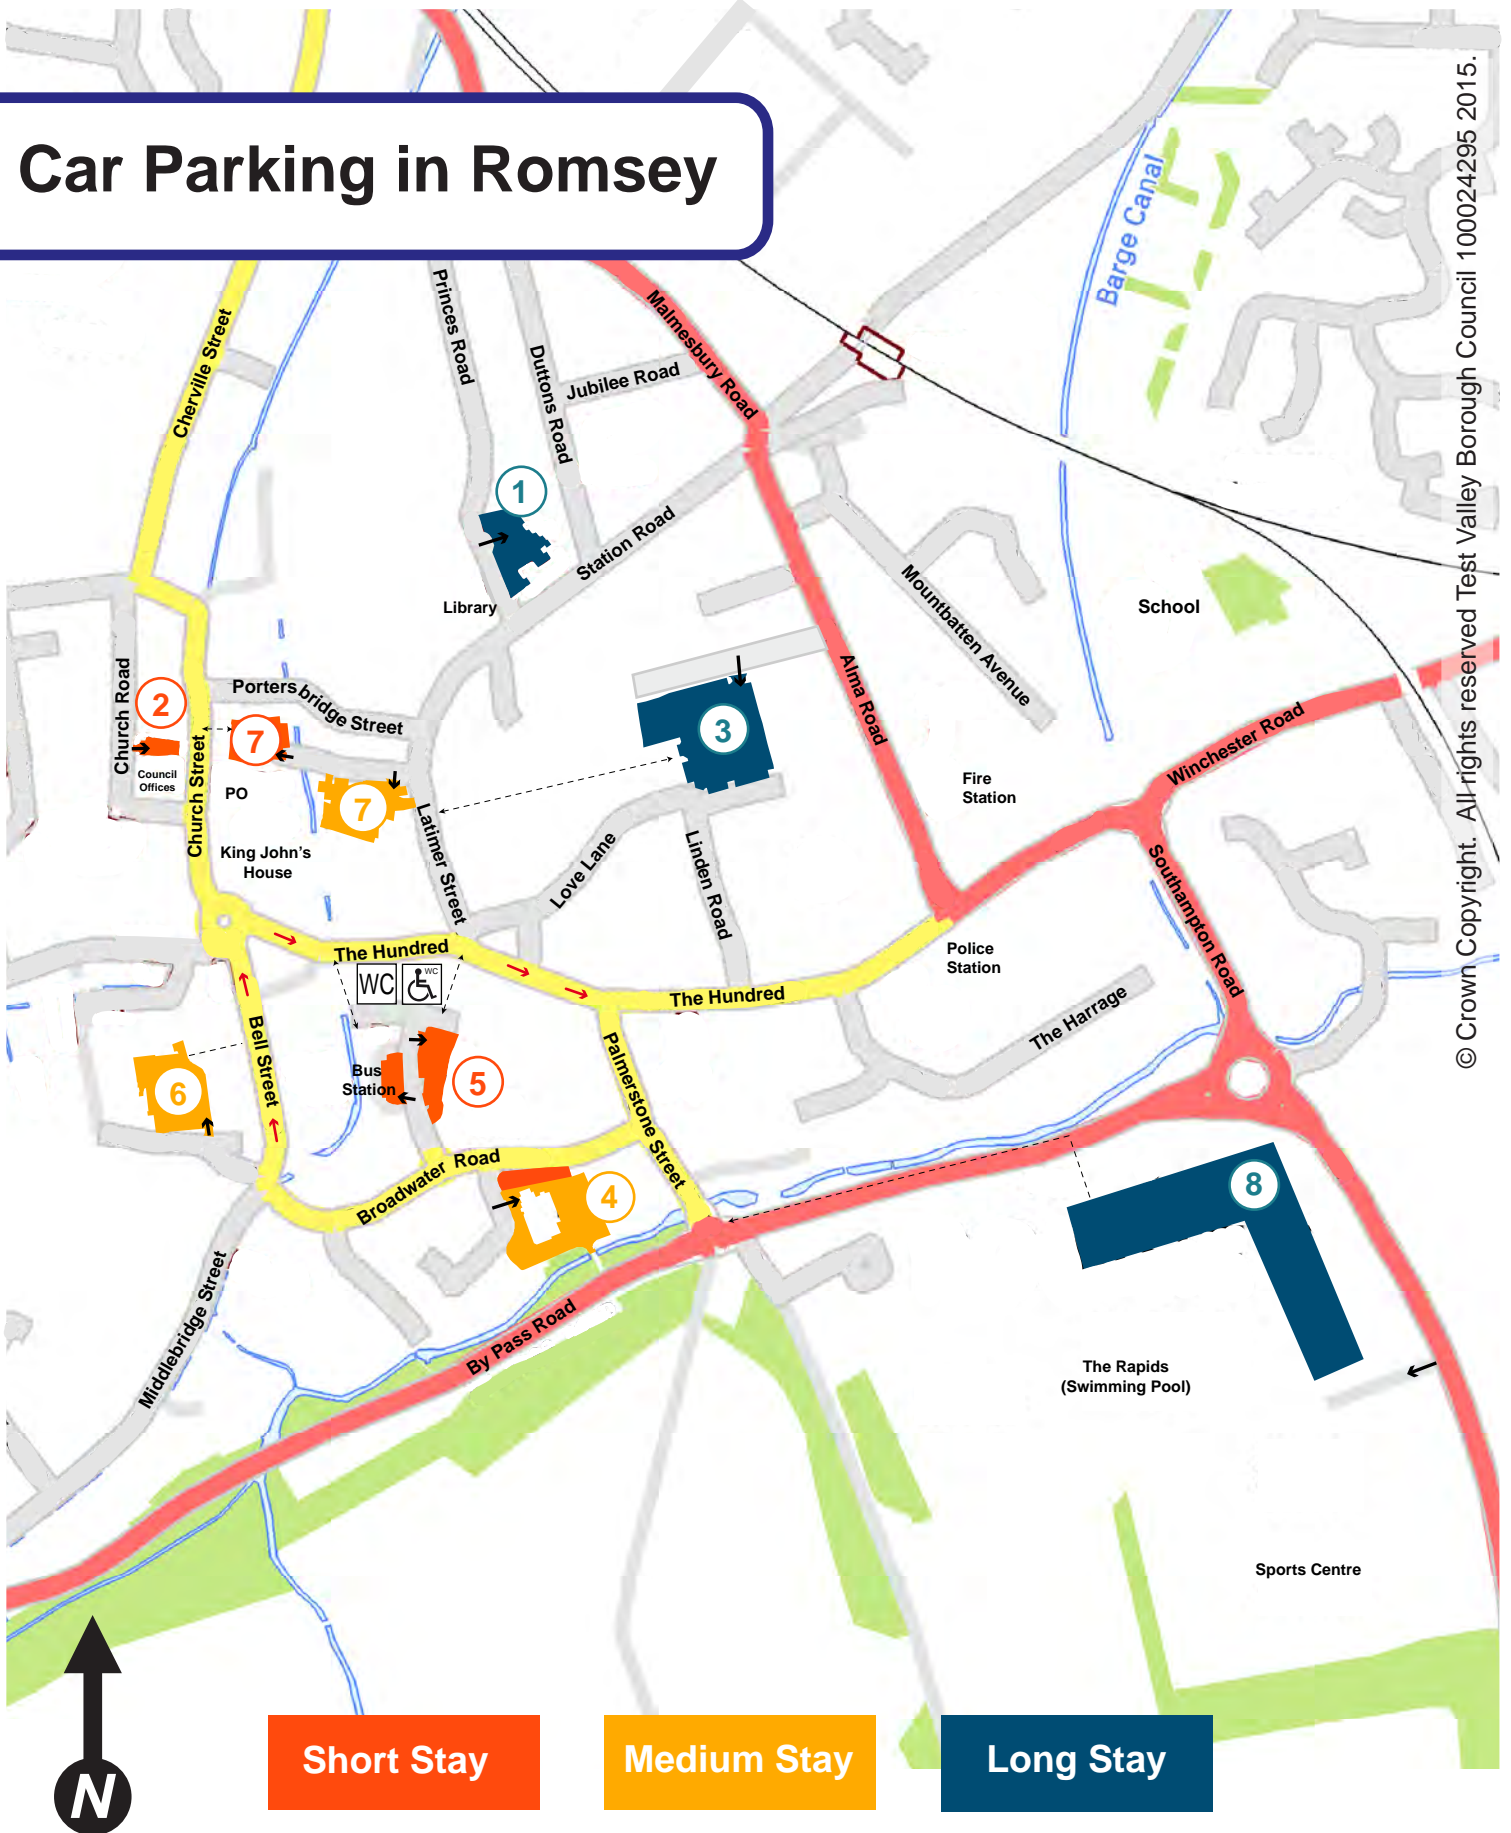 Car Parking in Romsey
© Crown Copyright. All rights reserved Test Valley Borough Council 100024295 2015.
Barge Canal
Cherville Street
Princes Road
Duttons Road
Jubilee Road
Malmesbury Road
1
Station Road
Library
School
Mountbatten Avenue
Alma Road
Church Road
2
Porters bridge Street
7
3
Council
Offices
PO
Church Street
7
Latimer Street
Winchester Road
Fire
Station
King John's
House
Love Lane
Linden Road
Southampton Road
The Hundred
WC
WC
The Hundred
Police
Station
The Harrage
Bell Street
6
Bus
Station
5
Palmerstone Street
Broadwater Road
4
8
Middlebridge Street
By Pass Road
The Rapids
(Swimming Pool)
Sports Centre
N
Short Stay
Medium Stay
Long Stay